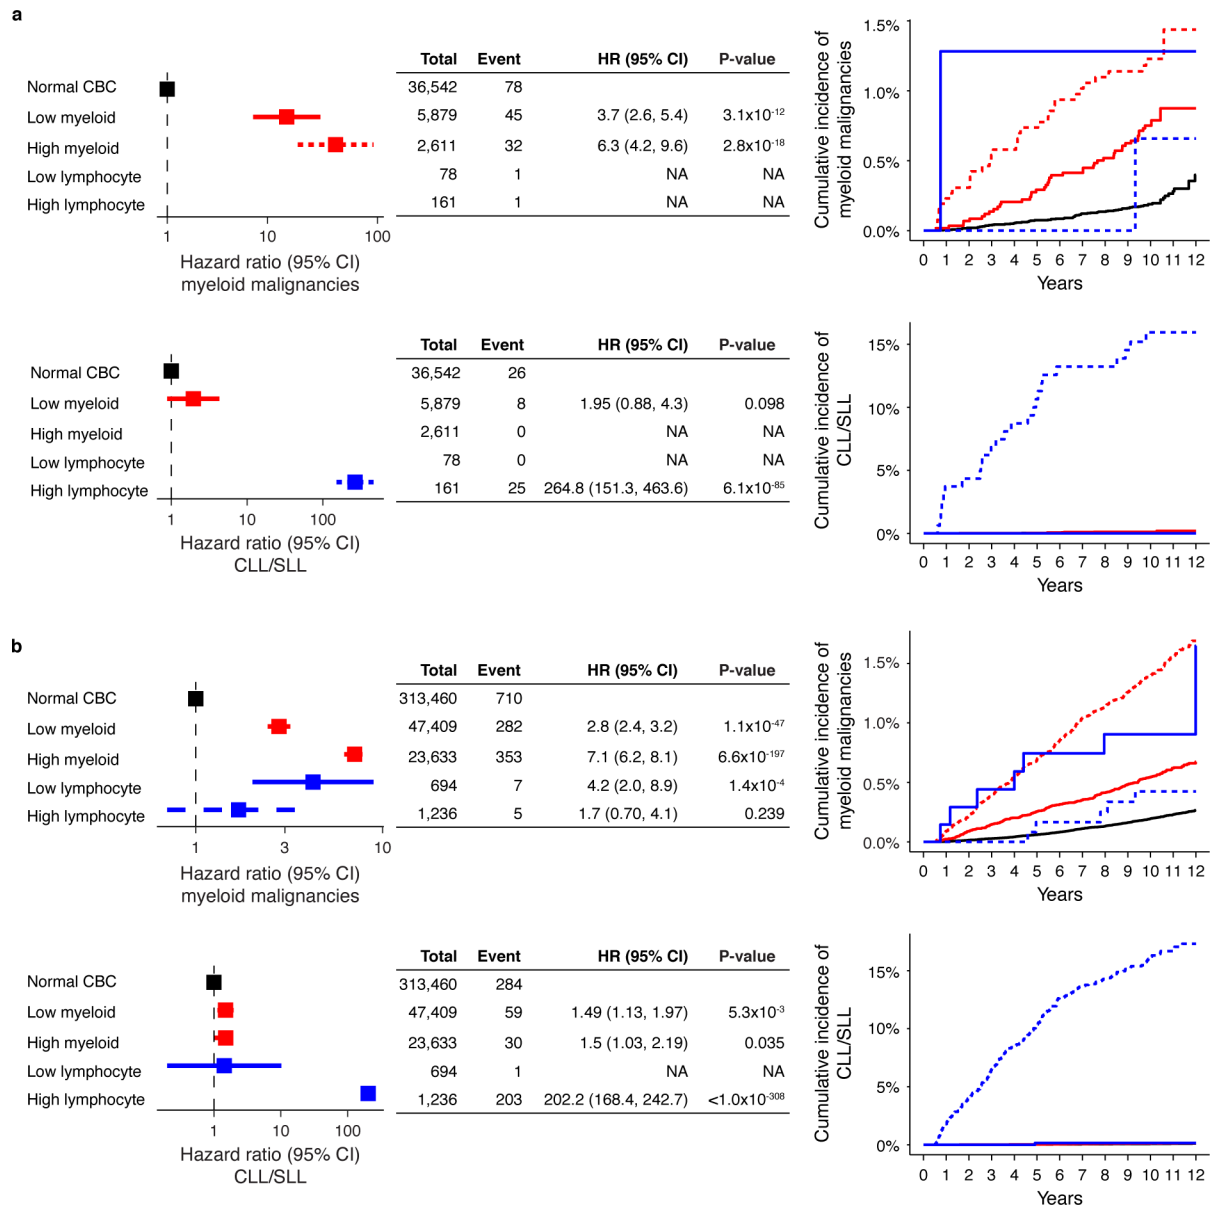 a
Total Event HR (95% CI) P-value
Normal CBC 36,542 78
Low myeloid 5,879 45 3.7 (2.6, 5.4) 3.1x10-12
High myeloid 2,611 32 6.3 (4.2, 9.6) 2.8x10-18
Low lymphocyte 78 1 NA NA
High lymphocyte 161 1 NA NA
1 10 100
Hazard ratio (95% CI)
myeloid malignancies
Cumulative incidence of
myeloid malignancies
1.5%
1.0%
0.5%
0.0%
0 1 2 3 4 5 6 7 8 9 10 11 12
Years
Total Event HR (95% CI) P-value
Normal CBC 36,542 26
Low myeloid 5,879 8 1.95 (0.88, 4.3) 0.098
High myeloid 2,611 0 NA NA
Low lymphocyte 78 0 NA NA
High lymphocyte 161 25 264.8 (151.3, 463.6) 6.1x10-85
1 10 100
Hazard ratio (95% CI)
CLL/SLL
Cumulative incidence of
CLL/SLL
15%
10%
5%
0%
0 1 2 3 4 5 6 7 8 9 10 11 12
Years
b
Total Event HR (95% CI) P-value
Normal CBC 313,460 710
Low myeloid 47,409 282 2.8 (2.4, 3.2) 1.1x10-47
High myeloid 23,633 353 7.1 (6.2, 8.1) 6.6x10-197
Low lymphocyte 694 7 4.2 (2.0, 8.9) 1.4x10-4
High lymphocyte 1,236 5 1.7 (0.70, 4.1) 0.239
1 3 10
Hazard ratio (95% CI)
myeloid malignancies
Cumulative incidence of
myeloid malignancies
1.5%
1.0%
0.5%
0.0%
0 1 2 3 4 5 6 7 8 9 10 11 12
Years
Total Event HR (95% CI) P-value
Normal CBC 313,460 284
Low myeloid 47,409 59 1.49 (1.13, 1.97) 5.3x10-3
High myeloid 23,633 30 1.5 (1.03, 2.19) 0.035
Low lymphocyte 694 1 NA NA
High lymphocyte 1,236 203 202.2 (168.4, 242.7) <1.0x10-308
1 10 100
Hazard ratio (95% CI)
CLL/SLL
Cumulative incidence of
CLL/SLL
15%
10%
5%
0%
0 1 2 3 4 5 6 7 8 9 10 11 12
Years